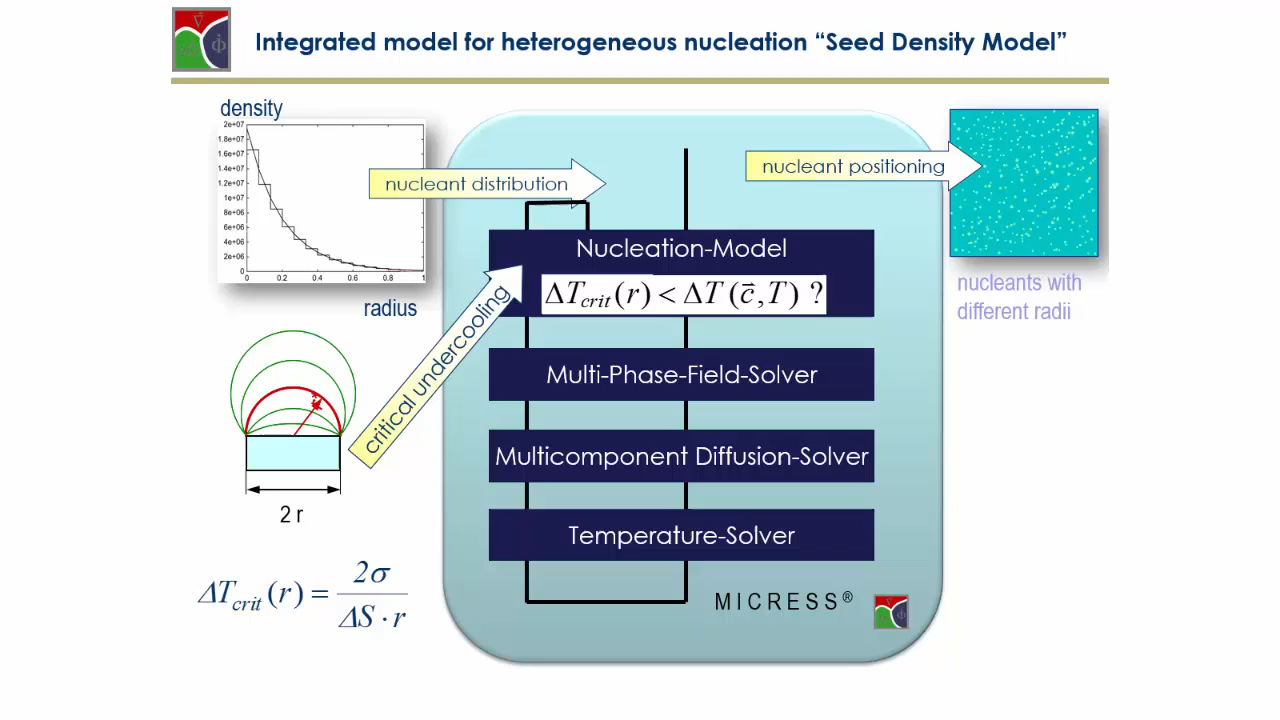 Integrated model for heterogeneous nucleation “Seed Density Model”
density
2e+07
1.8e+07
1.6e+07
1.4e+07
1.2e+07
1e+07
8e+06
6e+06
4e+06
2e+06
0
0 0.2 0.4 0.6 0.8 1
radius
nucleant distribution
nucleant positioning
nucleants with
different radii
Nucleation-Model
ΔTcrit(r) < ΔT(c⃗,T) ?
critical undercooling
Multi-Phase-Field-Solver
Multicomponent Diffusion-Solver
Temperature-Solver
MICRESS®
2 r
ΔTcrit(r) = 2σ / ΔS · r